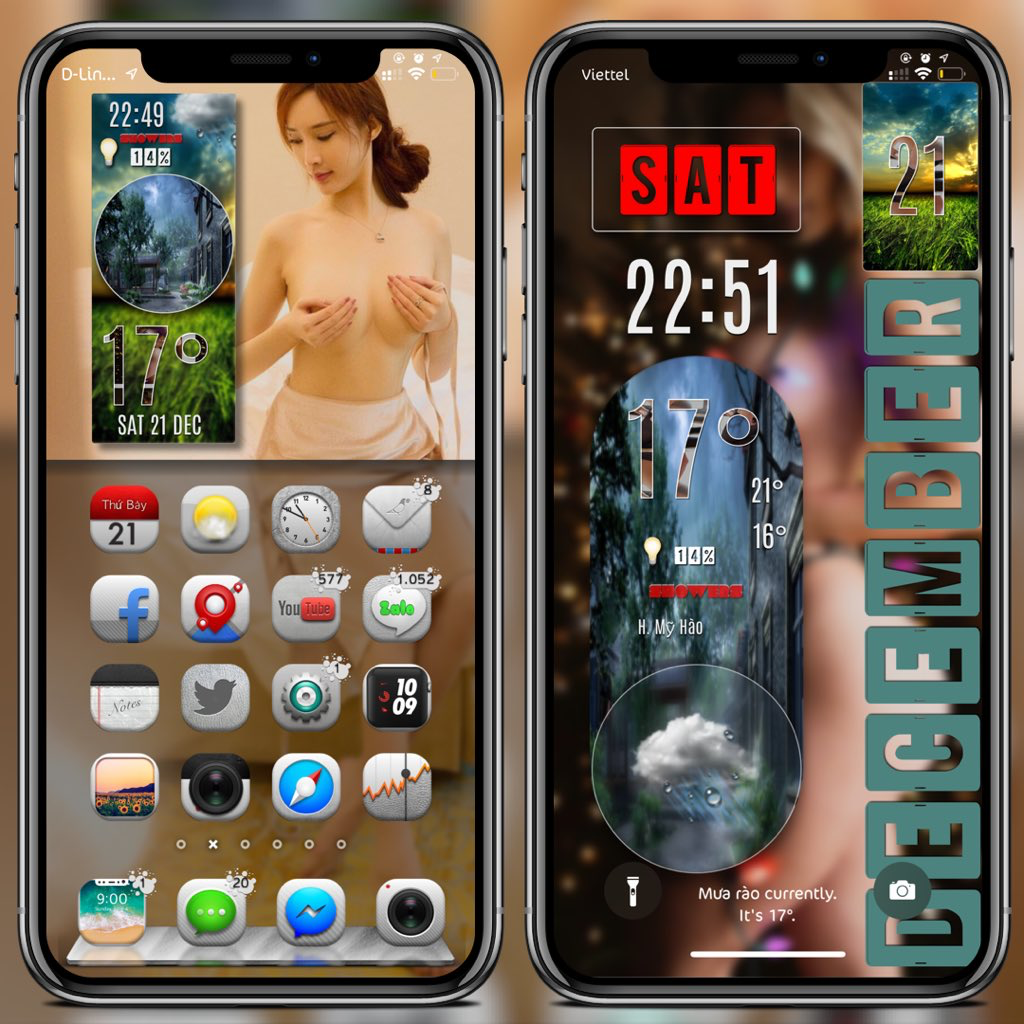 D-Lin...
22:49
SHOWERS
14%
17°
SAT 21 DEC
Thứ Bảy
21
8
577
1.052
You Tube
Zalo
1
Notes
10
09
9:00
1
20
Viettel
SAT
22:51
21
DECEMBER
17°
21°
16°
14%
SHOWERS
H. Mỹ Hào
Mưa rào currently.
It's 17°.